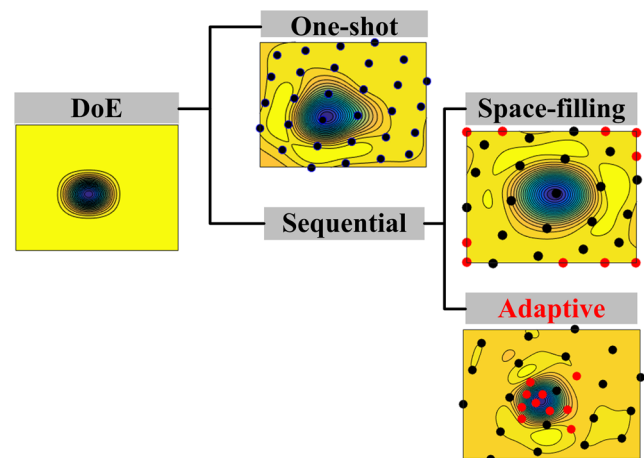 One-shot
DoE
Space-filling
Sequential
Adaptive